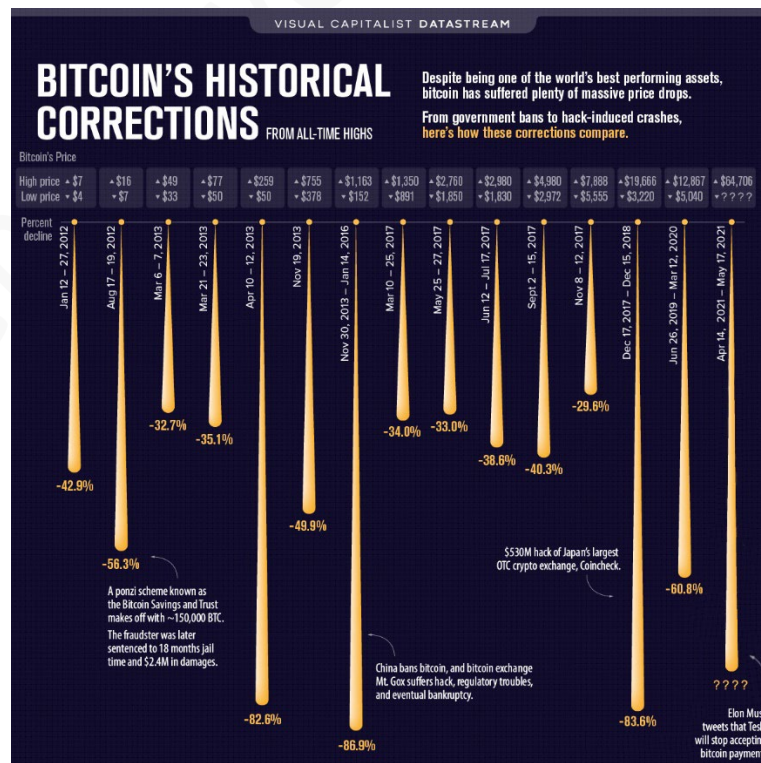 VISUAL CAPITALIST DATASTREAM
BITCOIN'S HISTORICAL
CORRECTIONS FROM ALL-TIME HIGHS
Despite being one of the world's best performing assets,
bitcoin has suffered plenty of massive price drops.
From government bans to hack-induced crashes,
here's how these corrections compare.
Bitcoin's Price
High price ▲$7 ▲$16 ▲$49 ▲$77 ▲$259 ▲$755 ▲$1,163 ▲$1,350 ▲$2,760 ▲$2,980 ▲$4,980 ▲$7,888 ▲$19,666 ▲$12,867 ▲$64,706
Low price ▼$4 ▼$7 ▼$33 ▼$50 ▼$50 ▼$378 ▼$152 ▼$891 ▼$1,850 ▼$1,830 ▼$2,972 ▼$5,555 ▼$3,220 ▼$5,040 ▼????
Percent
decline
Jan 12 – 27, 2012
Aug 17 – 19, 2012
Mar 6 – 7, 2013
Mar 21 – 23, 2013
Apr 10 – 12, 2013
Nov 19, 2013
Nov 30, 2013 – Jan 14, 2016
Mar 10 – 25, 2017
May 25 – 27, 2017
Jun 12 – Jul 17, 2017
Sept 2 – 15, 2017
Nov 8 – 12, 2017
Dec 17, 2017 – Dec 15, 2018
Jun 26, 2019 – Mar 12, 2020
Apr 14, 2021 – May 17, 2021
-42.9%
-56.3%
-32.7%
-35.1%
-82.6%
-49.9%
-86.9%
-34.0%
-33.0%
-38.6%
-40.3%
-29.6%
-83.6%
-60.8%
????
A ponzi scheme known as
the Bitcoin Savings and Trust
makes off with ~150,000 BTC.
The fraudster was later
sentenced to 18 months jail
time and $2.4M in damages.
China bans bitcoin, and bitcoin exchange
Mt. Gox suffers hack, regulatory troubles,
and eventual bankruptcy.
$530M hack of Japan's largest
OTC crypto exchange, Coincheck.
Elon Mus
tweets that Tesl
will stop acceptin
bitcoin paymen